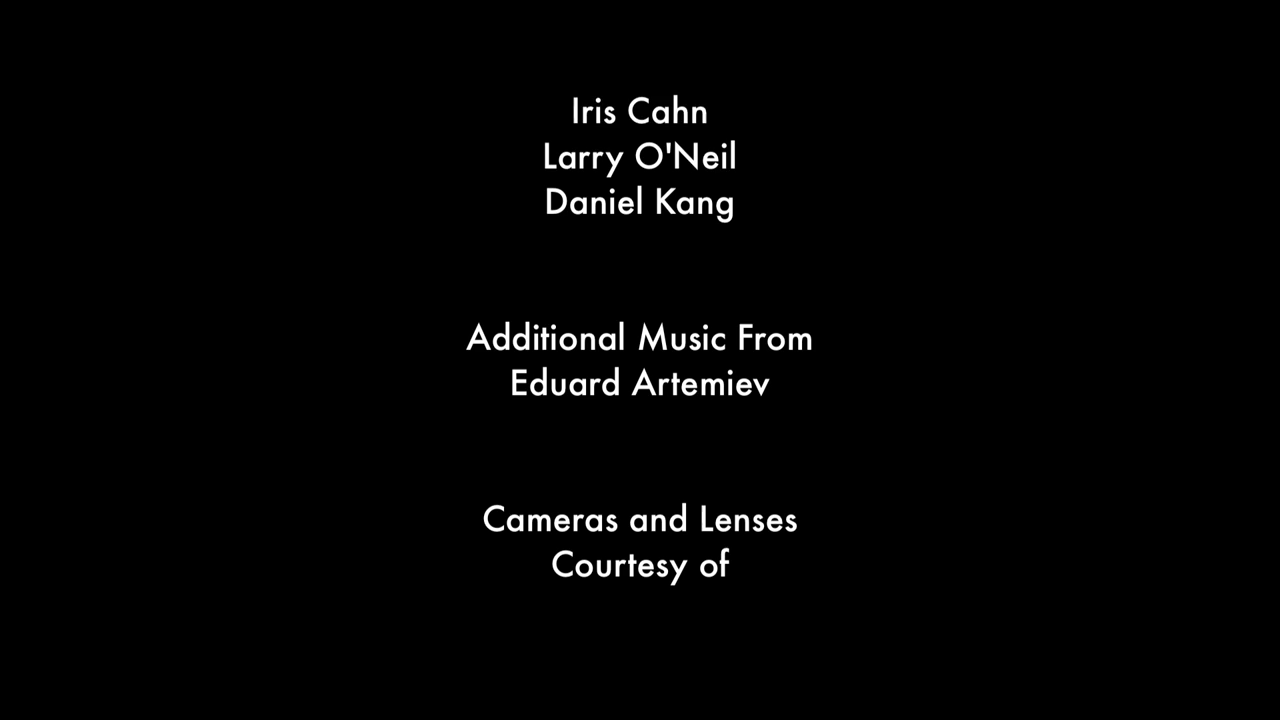 Iris Cahn
Larry O'Neil
Daniel Kang
Additional Music From
Eduard Artemiev
Cameras and Lenses
Courtesy of